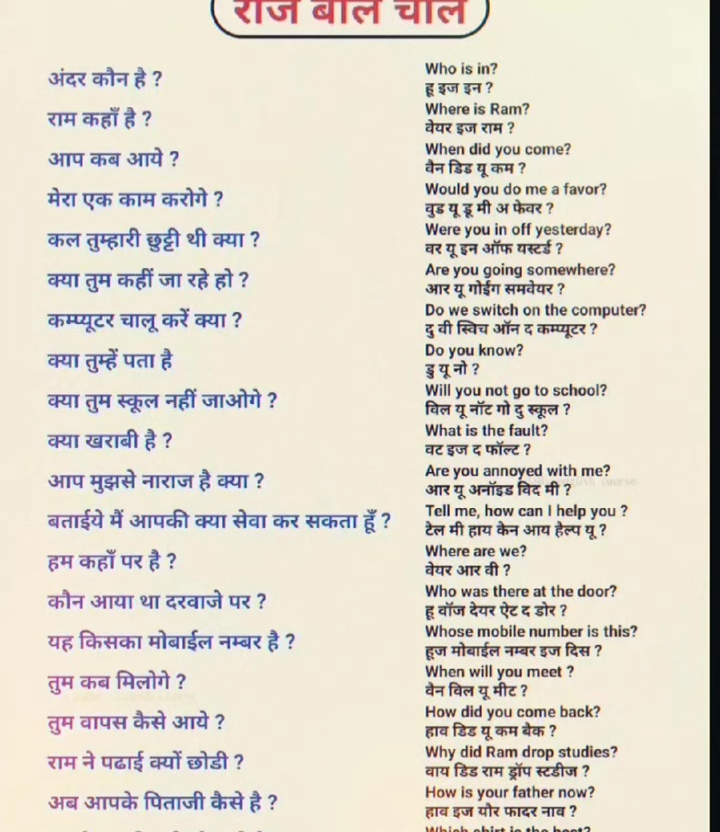 राज बोल चाल
अंदर कौन है ?
Who is in?
हू इज इन ?
राम कहाँ है ?
Where is Ram?
वेयर इज राम ?
आप कब आये ?
When did you come?
वैन डिड यू कम ?
मेरा एक काम करोगे ?
Would you do me a favor?
वुड यू डू मी अ फेवर ?
कल तुम्हारी छुट्टी थी क्या ?
Were you in off yesterday?
वर यू इन ऑफ यस्टर्ड ?
क्या तुम कहीं जा रहे हो ?
Are you going somewhere?
आर यू गोईंग समवेयर ?
कम्प्यूटर चालू करें क्या ?
Do we switch on the computer?
दु वी स्विच ऑन द कम्प्यूटर ?
क्या तुम्हें पता है
Do you know?
डु यू नो ?
क्या तुम स्कूल नहीं जाओगे ?
Will you not go to school?
विल यू नॉट गो दु स्कूल ?
क्या खराबी है ?
What is the fault?
वट इज द फॉल्ट ?
आप मुझसे नाराज है क्या ?
Are you annoyed with me?
आर यू अनॉइड विद मी ?
बताईये मैं आपकी क्या सेवा कर सकता हूँ ?
Tell me, how can I help you ?
टेल मी हाय केन आय हैल्प यू ?
हम कहाँ पर है ?
Where are we?
वेयर आर वी ?
कौन आया था दरवाजे पर ?
Who was there at the door?
हू वॉज देयर ऐट द डोर ?
यह किसका मोबाईल नम्बर है ?
Whose mobile number is this?
हूज मोबाईल नम्बर इज दिस ?
तुम कब मिलोगे ?
When will you meet ?
वैन विल यू मीट ?
तुम वापस कैसे आये ?
How did you come back?
हाव डिड यू कम बैक ?
राम ने पढाई क्यों छोडी ?
Why did Ram drop studies?
वाय डिड राम ड्रॉप स्टडीज ?
अब आपके पिताजी कैसे है ?
How is your father now?
हाव इज यौर फादर नाव ?